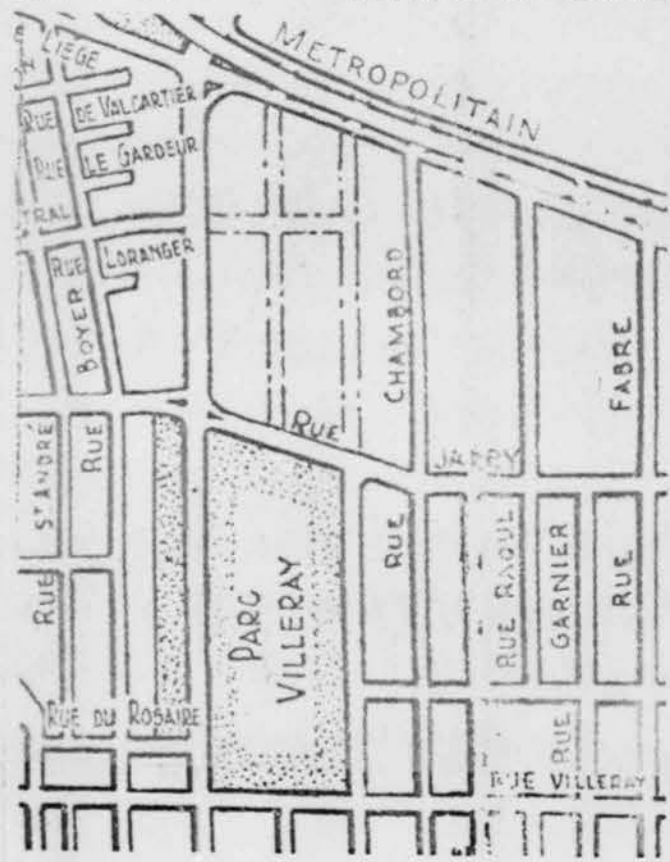 METROPOLITAIN
LIEGE
RUE DE VALCARTIER
RUE LE GARDEUR
TRAL
LORANGER
RUE BOYER
CHAMBORD
FABRE
RUE
JARRY
RUE ST ANDRE
RUE
PARC
VILLERAY
RUE
RUE RAOUL
RUE GARNIER
RUE
RUE DU ROSAIRE
RUE VILLERAY